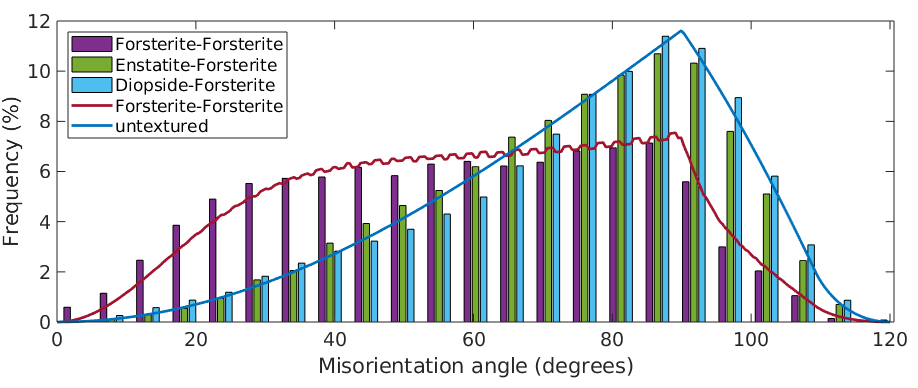 12
10
8
6
4
2
0
Frequency (%)
Forsterite-Forsterite
Enstatite-Forsterite
Diopside-Forsterite
Forsterite-Forsterite
untextured
0 20 40 60 80 100 120
Misorientation angle (degrees)